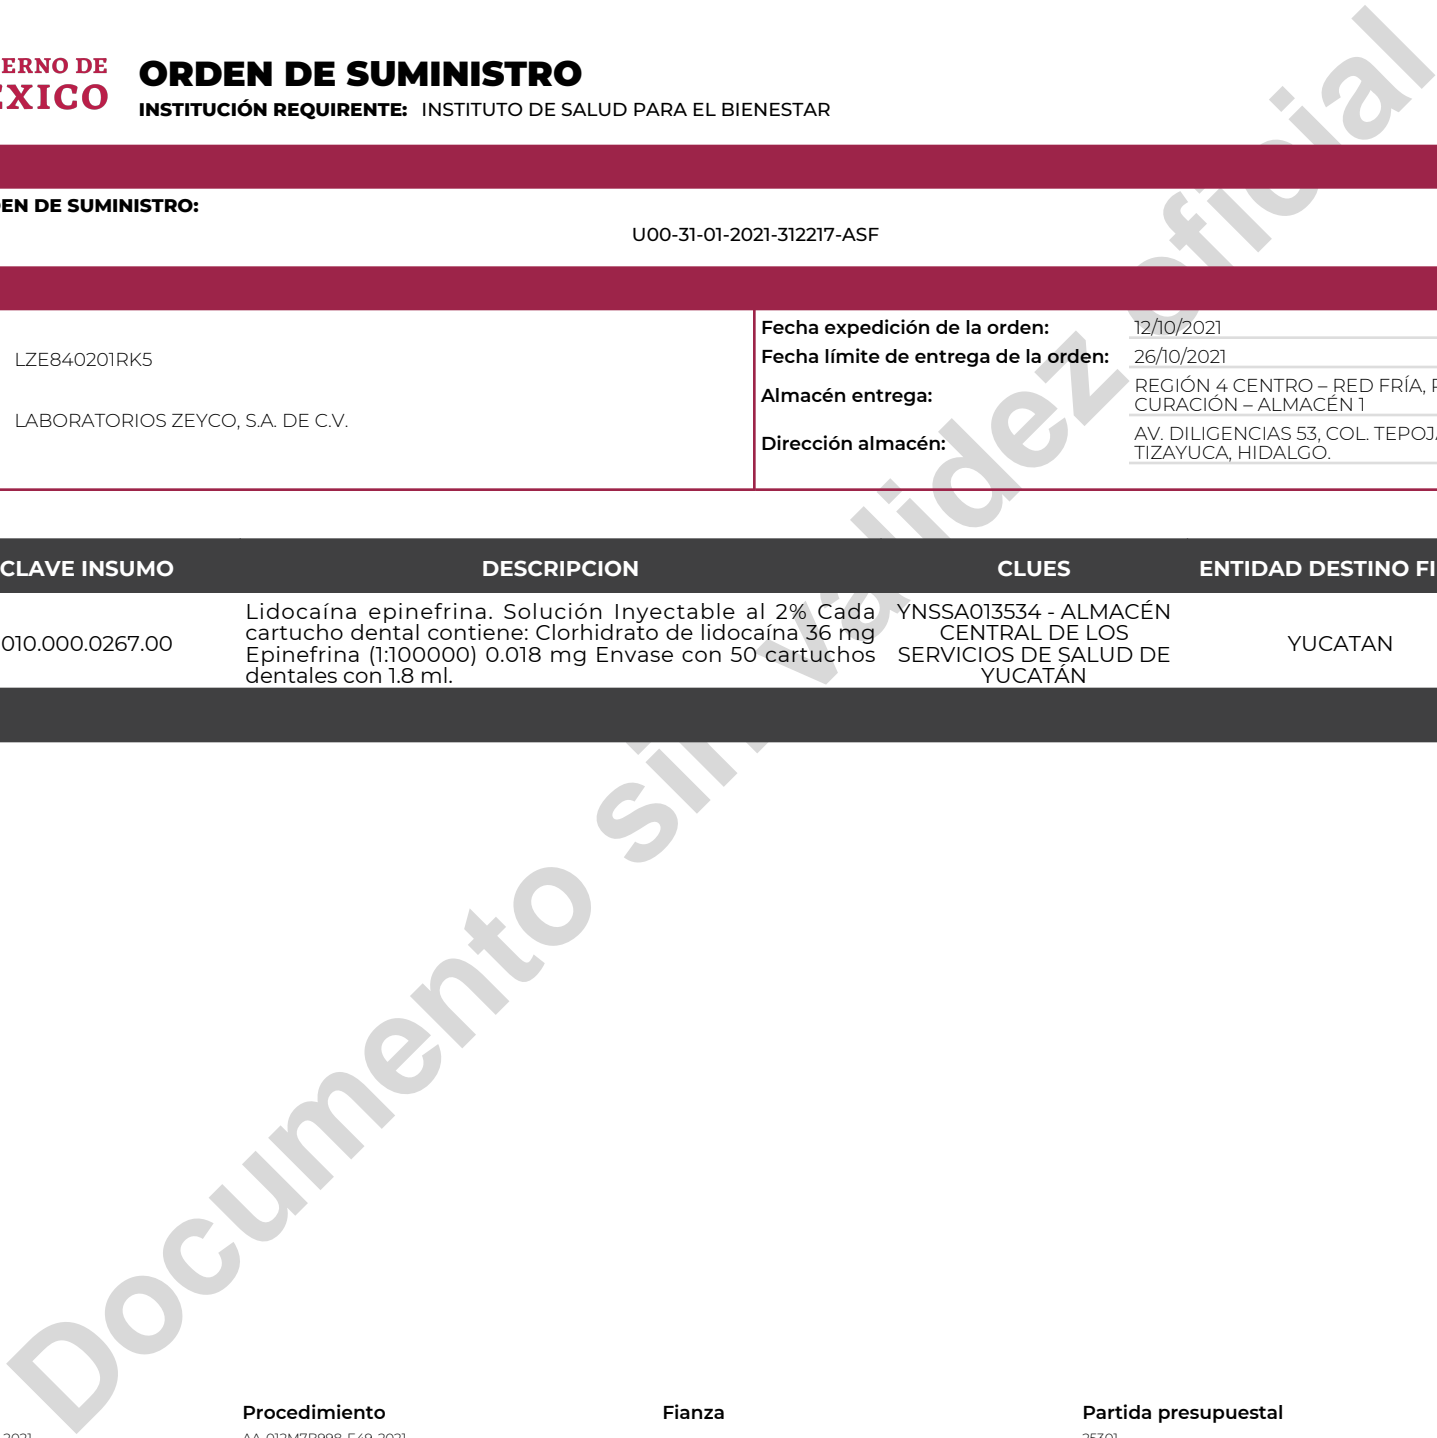 ERNO DE
EXICO
ORDEN DE SUMINISTRO
INSTITUCIÓN REQUIRENTE: INSTITUTO DE SALUD PARA EL BIENESTAR
EN DE SUMINISTRO:
U00-31-01-2021-312217-ASF
LZE840201RK5
LABORATORIOS ZEYCO, S.A. DE C.V.
Fecha expedición de la orden: 12/10/2021
Fecha límite de entrega de la orden: 26/10/2021
Almacén entrega:
REGIÓN 4 CENTRO – RED FRÍA,
CURACIÓN – ALMACÉN 1
Dirección almacén:
AV. DILIGENCIAS 53, COL. TEPOJ
TIZAYUCA, HIDALGO.
CLAVE INSUMO DESCRIPCION CLUES ENTIDAD DESTINO FI
010.000.0267.00
Lidocaína epinefrina. Solución Inyectable al 2% Cada
cartucho dental contiene: Clorhidrato de lidocaína 36 mg
Epinefrina (1:100000) 0.018 mg Envase con 50 cartuchos
dentales con 1.8 ml.
YNSSA013534 - ALMACÉN
CENTRAL DE LOS
SERVICIOS DE SALUD DE
YUCATÁN
YUCATAN
Documento sin validez oficial
Procedimiento Fianza Partida presupuestal